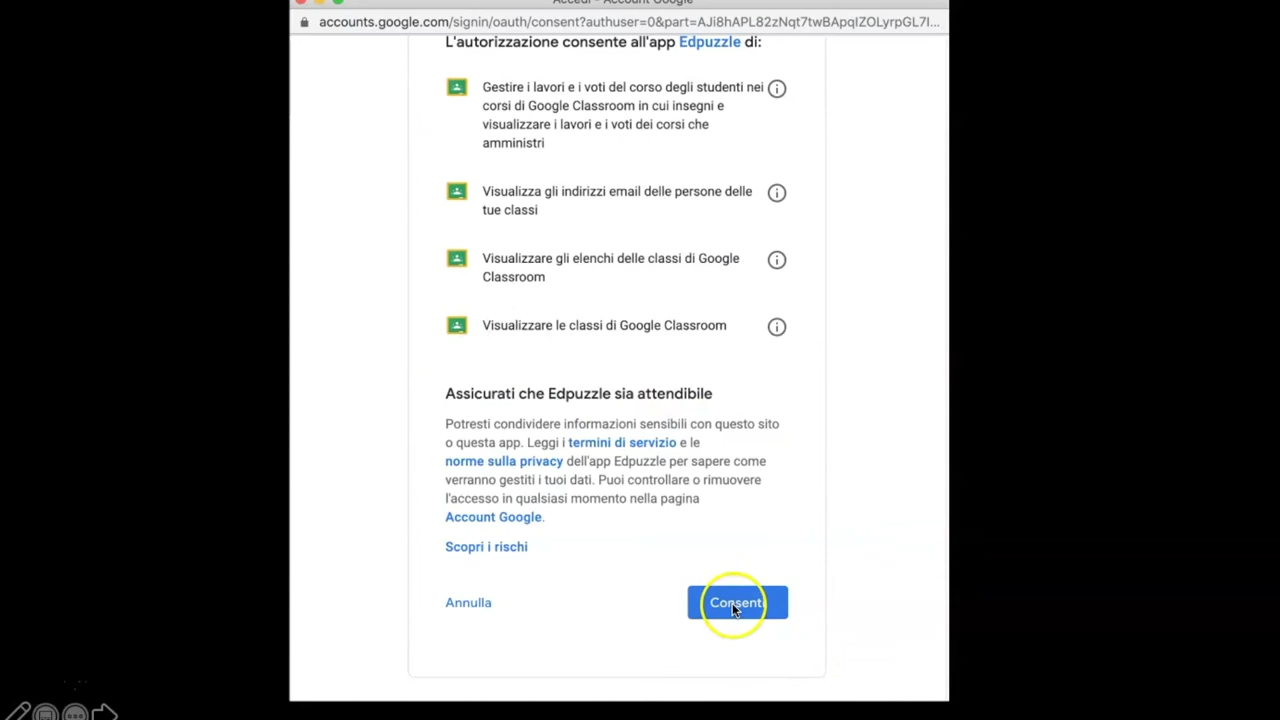 Accedi - Account Google
accounts.google.com/signin/oauth/consent?authuser=0&part=AJi8hAPL82zNqt7twBApqIZOLyrpGL7I...
L'autorizzazione consente all'app Edpuzzle di:
Gestire i lavori e i voti del corso degli studenti nei
corsi di Google Classroom in cui insegni e
visualizzare i lavori e i voti dei corsi che
amministri
Visualizza gli indirizzi email delle persone delle
tue classi
Visualizzare gli elenchi delle classi di Google
Classroom
Visualizzare le classi di Google Classroom
Assicurati che Edpuzzle sia attendibile
Potresti condividere informazioni sensibili con questo sito
o questa app. Leggi i termini di servizio e le
norme sulla privacy dell'app Edpuzzle per sapere come
verranno gestiti i tuoi dati. Puoi controllare o rimuovere
l'accesso in qualsiasi momento nella pagina
Account Google.
Scopri i rischi
Annulla
Consenti